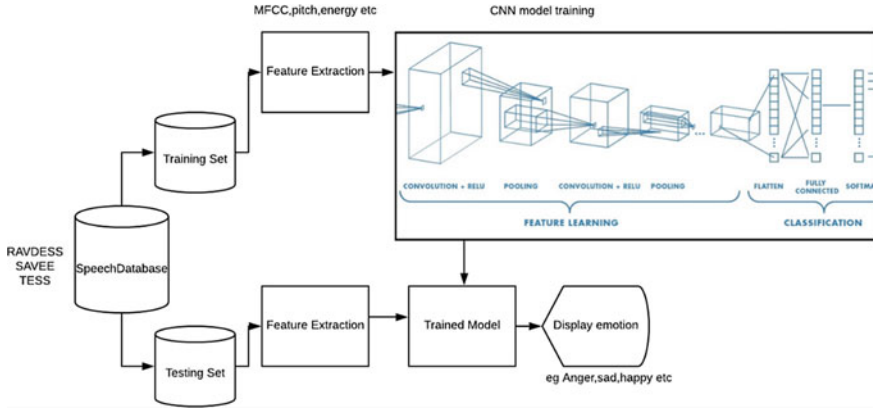 MFCC,pitch,energy etc
CNN model training
Feature Extraction
Training Set
CONVOLUTION + RELU
POOLING
CONVOLUTION + RELU
POOLING
FLATTEN
FULLY
CONNECTED
SOFTMA
FEATURE LEARNING
CLASSIFICATION
RAVDESS
SAVEE
TESS
SpeechDatabase
Feature Extraction
Trained Model
Display emotion
Testing Set
eg Anger,sad,happy etc